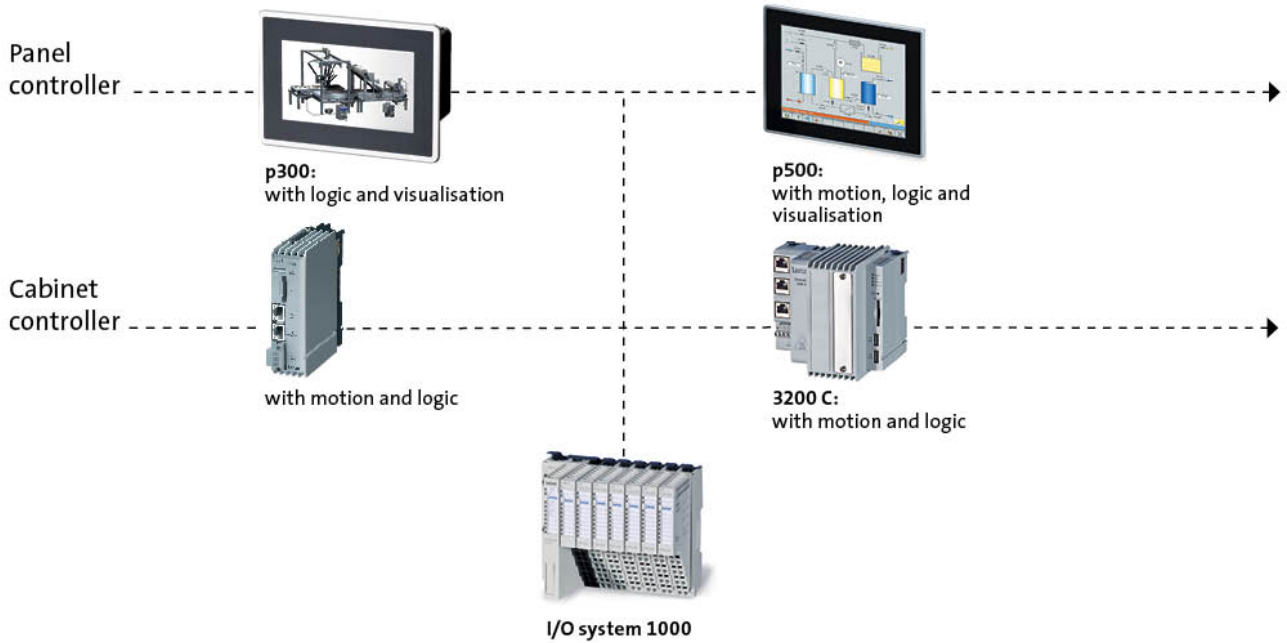 Panel
controller
p300:
with logic and visualisation
p500:
with motion, logic and
visualisation
Cabinet
controller
with motion and logic
3200 C:
with motion and logic
I/O system 1000